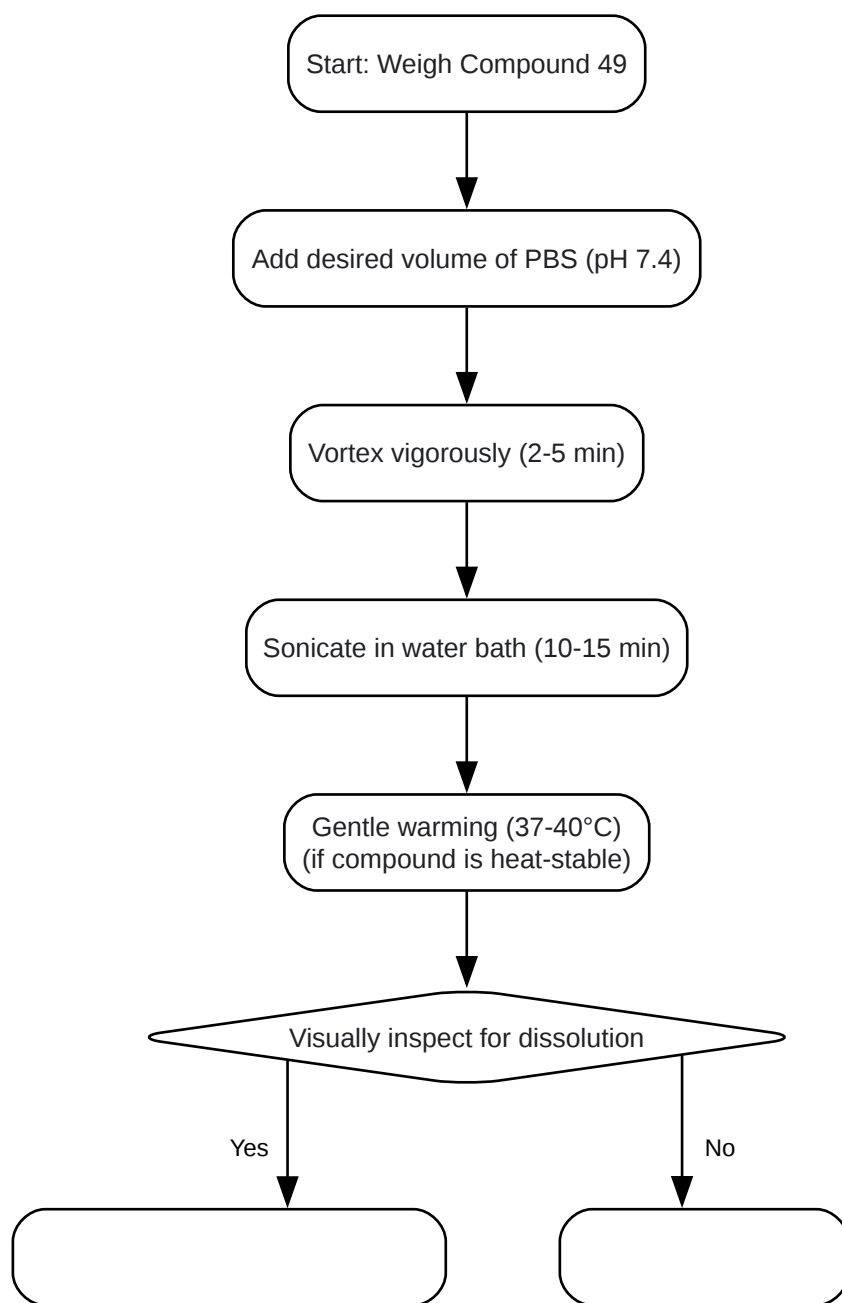 Start: Weigh Compound 49
Add desired volume of PBS (pH 7.4)
Vortex vigorously (2-5 min)
Sonicate in water bath (10-15 min)
Gentle warming (37-40°C)
(if compound is heat-stable)
Visually inspect for dissolution
Yes
No